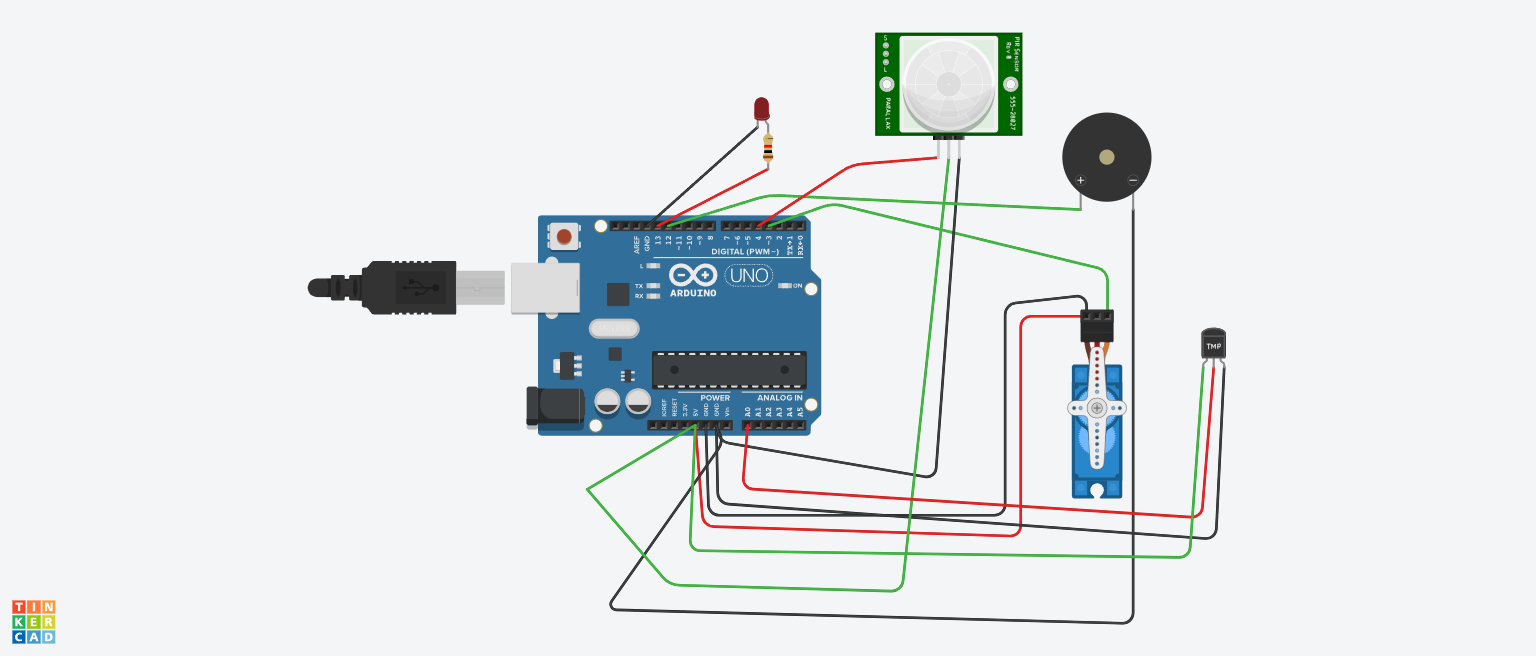 S
L
PIR SENSOR
Rev B
PARALLAX
555-28027
+
−
AREF
GND
13
12
~11
~10
~9
8
7
~6
~5
4
~3
2
TX→1
RX←0
DIGITAL (PWM~)
L
TX
RX
ARDUINO
UNO
ON
TMP
POWER
ANALOG IN
IOREF
RESET
3.3V
5V
GND
GND
Vin
A0
A1
A2
A3
A4
A5
TIN
KER
CAD